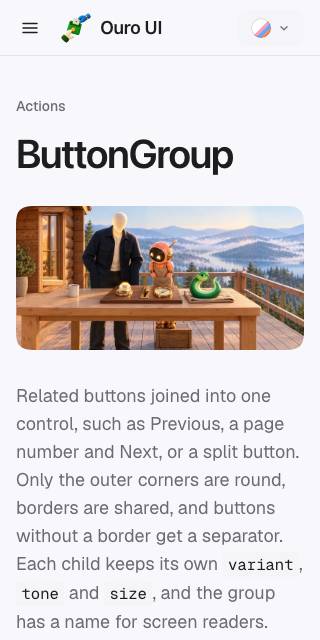 Ouro UI
Actions
ButtonGroup
Related buttons joined into one
control, such as Previous, a page
number and Next, or a split button.
Only the outer corners are round,
borders are shared, and buttons
without a border get a separator.
Each child keeps its own variant,
tone and size, and the group
has a name for screen readers.